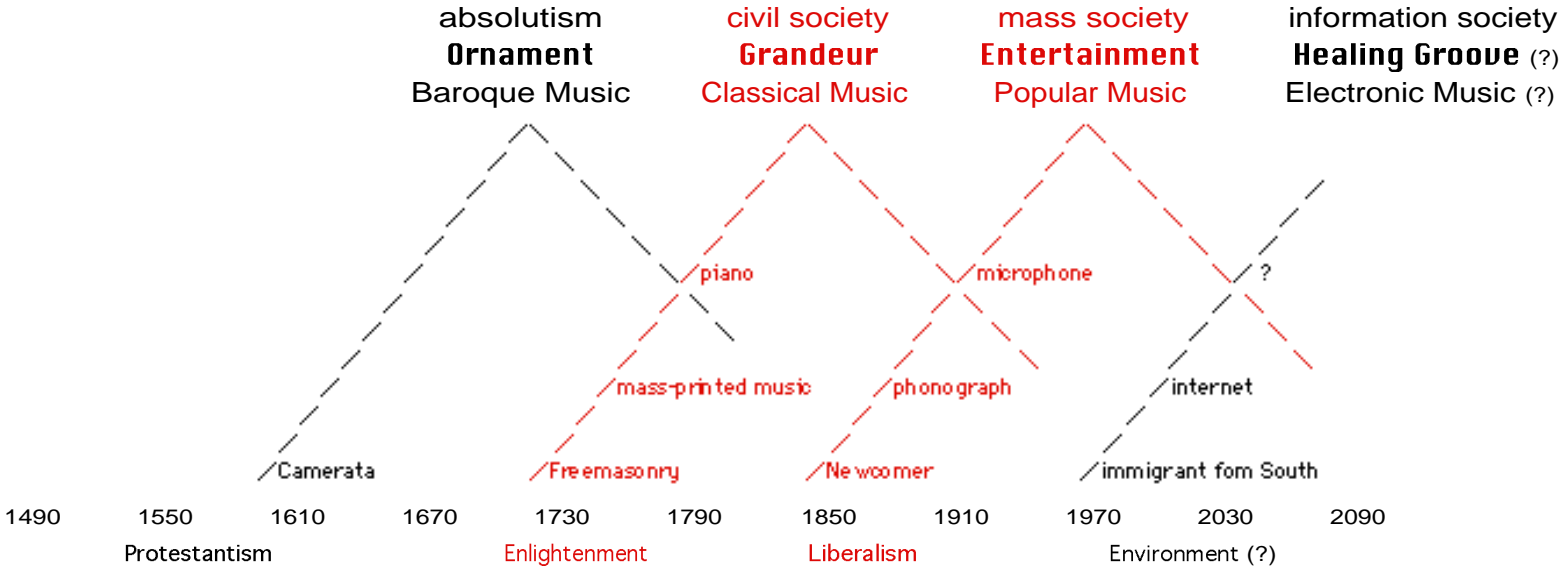 absolutism civil society mass society information society
Ornament Grandeur Entertainment Healing Groove (?)
Baroque Music Classical Music Popular Music Electronic Music (?)
piano microphone ?
mass-printed music phonograph internet
Camerata Freemasonry Newcomer immigrant fom South
1490 1550 1610 1670 1730 1790 1850 1910 1970 2030 2090
Protestantism Enlightenment Liberalism Environment (?)